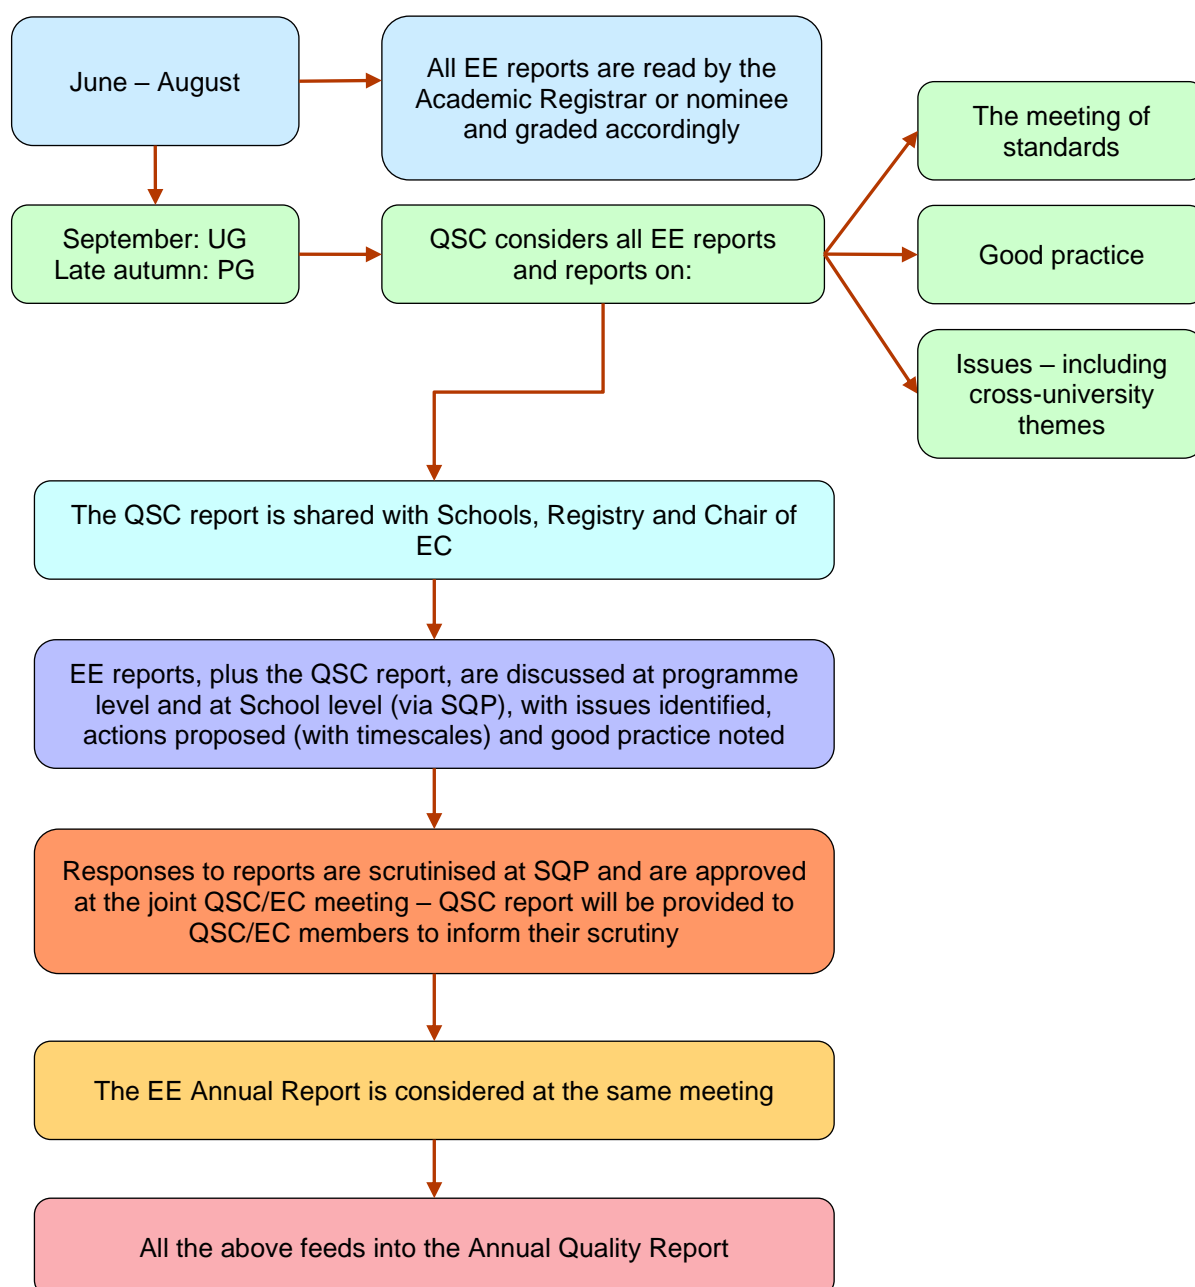 June – August
All EE reports are read by the
Academic Registrar or nominee
and graded accordingly
The meeting of
standards
September: UG
Late autumn: PG
QSC considers all EE reports
and reports on:
Good practice
Issues – including
cross-university
themes
The QSC report is shared with Schools, Registry and Chair of
EC
EE reports, plus the QSC report, are discussed at programme
level and at School level (via SQP), with issues identified,
actions proposed (with timescales) and good practice noted
Responses to reports are scrutinised at SQP and are approved
at the joint QSC/EC meeting – QSC report will be provided to
QSC/EC members to inform their scrutiny
The EE Annual Report is considered at the same meeting
All the above feeds into the Annual Quality Report